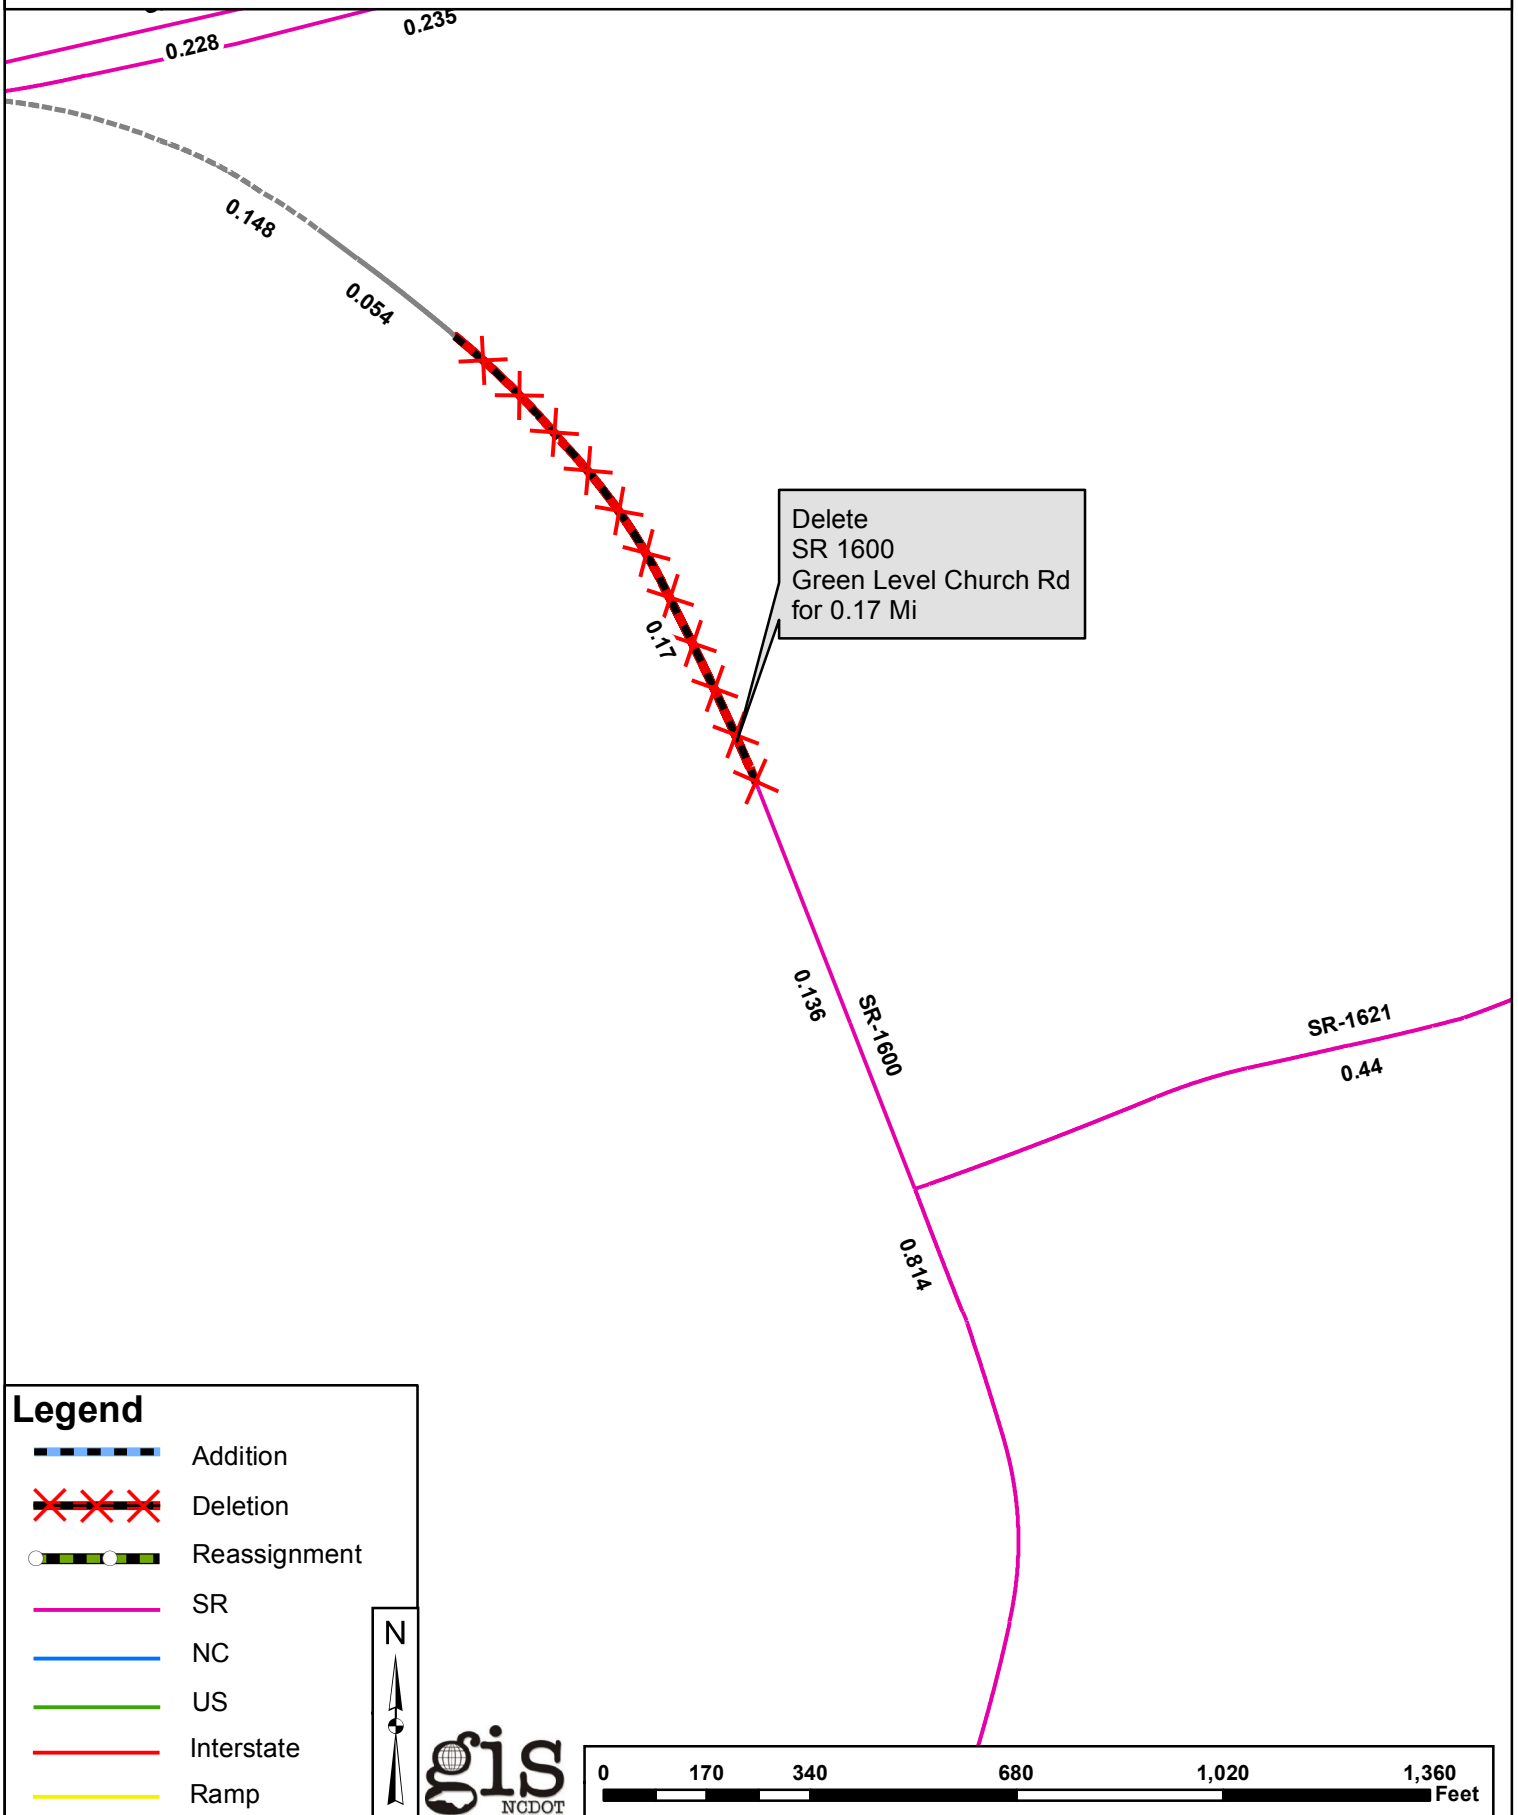 0.235
0.228
0.148
0.054
Delete
SR 1600
Green Level Church Rd
for 0.17 Mi
0.17
0.136
SR-1600
SR-1621
0.44
0.814
Legend
Addition
Deletion
Reassignment
SR
NC
US
Interstate
Ramp
N
gis
NCDOT
0 170 340 680 1,020 1,360
Feet